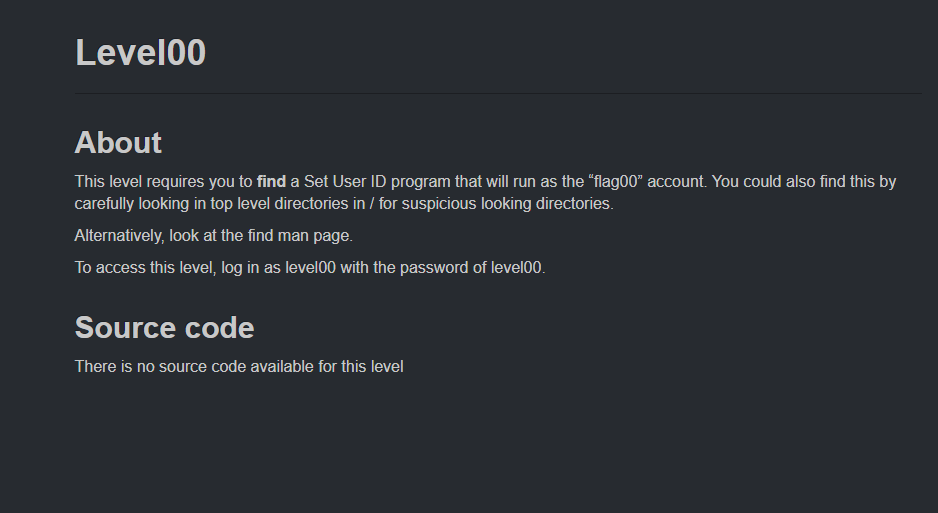 Level00
About
This level requires you to find a Set User ID program that will run as the “flag00” account. You could also find this by
carefully looking in top level directories in / for suspicious looking directories.
Alternatively, look at the find man page.
To access this level, log in as level00 with the password of level00.
Source code
There is no source code available for this level